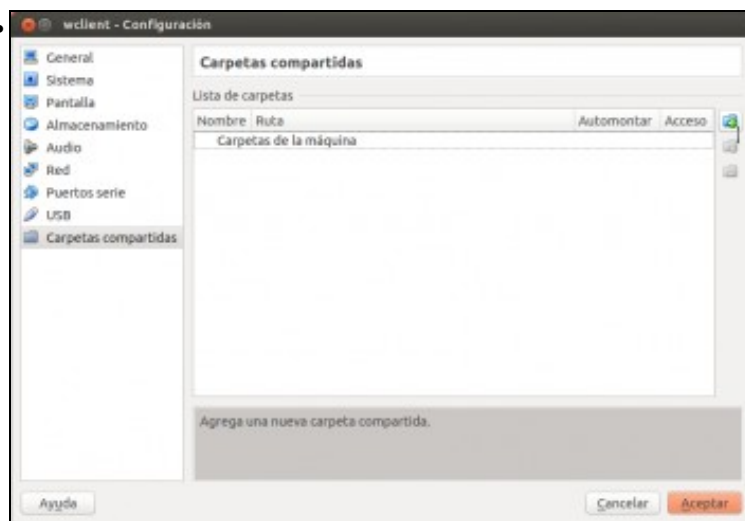 wclient - Configuración
General
Sistema
Pantalla
Almacenamiento
Audio
Red
Puertos serie
USB
Carpetas compartidas
Carpetas compartidas
Lista de carpetas
Nombre Ruta Automontar Acceso
Carpetas de la máquina
Agrega una nueva carpeta compartida.
Ayuda Cancelar Aceptar